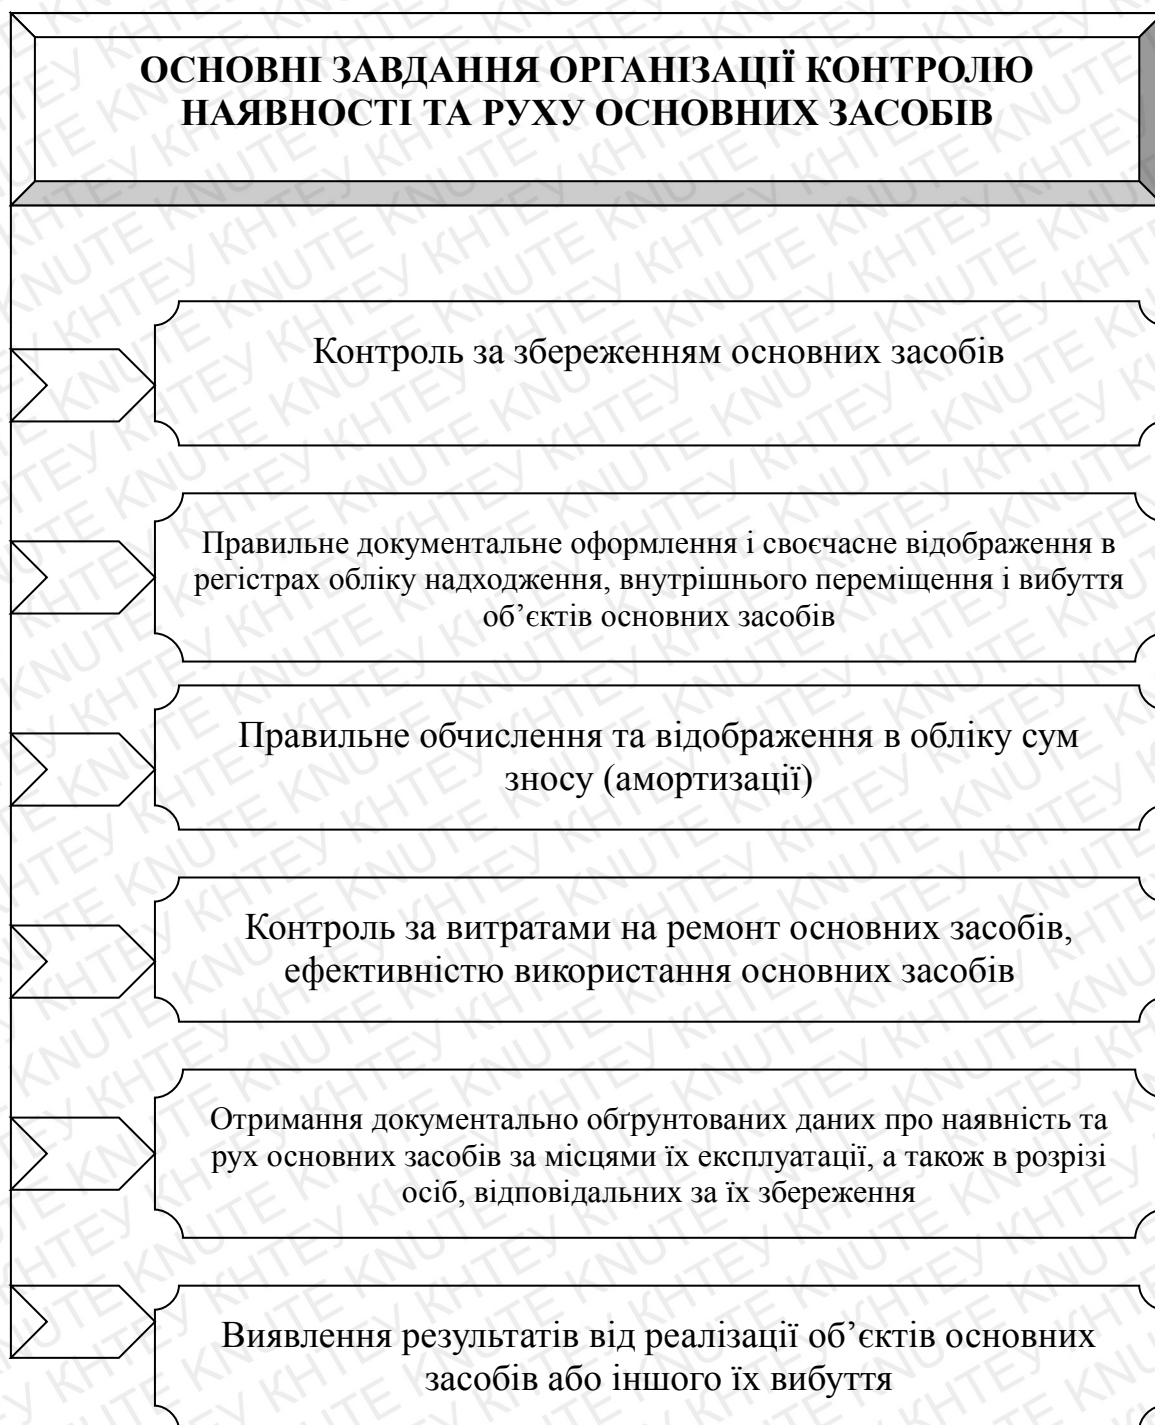 ОСНОВНІ ЗАВДАННЯ ОРГАНІЗАЦІЇ КОНТРОЛЮ
НАЯВНОСТІ ТА РУХУ ОСНОВНИХ ЗАСОБІВ
Контроль за збереженням основних засобів
Правильне документальне оформлення і своєчасне відображення в
регістрах обліку надходження, внутрішнього переміщення і вибуття
об’єктів основних засобів
Правильне обчислення та відображення в обліку сум
зносу (амортизації)
Контроль за витратами на ремонт основних засобів,
ефективністю використання основних засобів
Отримання документально обґрунтованих даних про наявність та
рух основних засобів за місцями їх експлуатації, а також в розрізі
осіб, відповідальних за їх збереження
Виявлення результатів від реалізації об’єктів основних
засобів або іншого їх вибуття